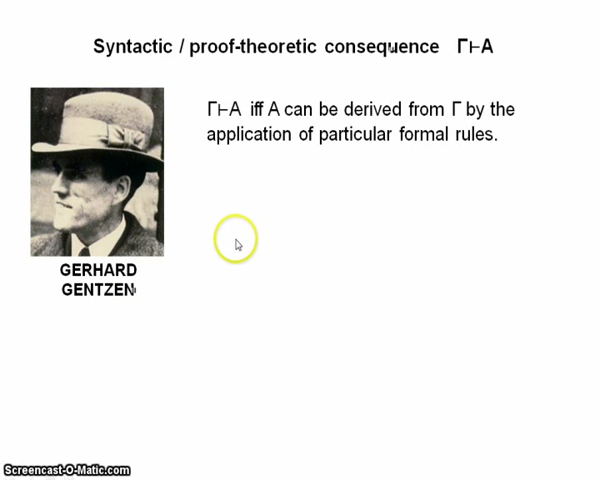 Syntactic / proof-theoretic consequence Γ⊢A
Γ⊢A iff A can be derived from Γ by the
application of particular formal rules.
GERHARD
GENTZEN
Screencast-O-Matic.com